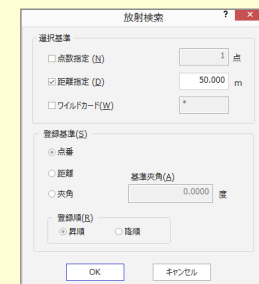 放射検索 ? ×
選択基準
点数指定 (N) 1 点
距離指定 (D) 50.000 m
ワイルドカード(W) *
登録基準(S)
点番
距離 基準夾角(A)
夾角 0.0000 度
登録順(R)
昇順 降順
OK キャンセル